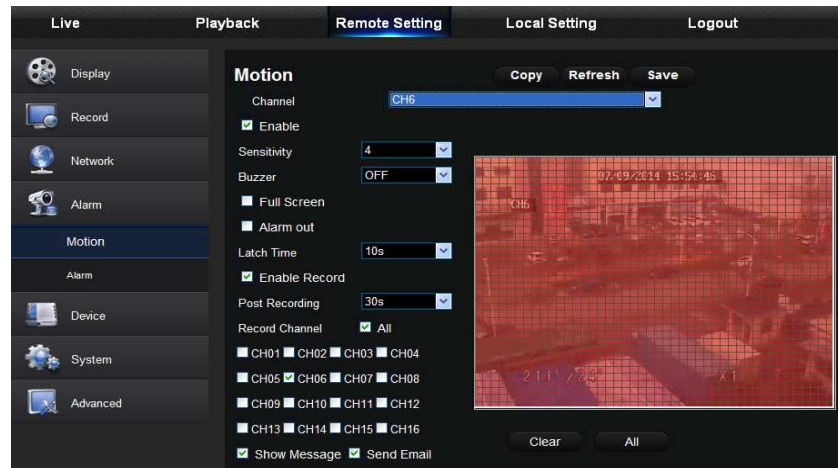 Live Playback Remote Setting Local Setting Logout
Display
Record
Network
Alarm
Motion
Alarm
Device
System
Advanced
Motion Copy Refresh Save
Channel CH6
Enable
Sensitivity 4
Buzzer OFF
Full Screen
Alarm out
Latch Time 10s
Enable Record
Post Recording 30s
Record Channel All
CH01 CH02 CH03 CH04
CH05 CH06 CH07 CH08
CH09 CH10 CH11 CH12
CH13 CH14 CH15 CH16
Show Message Send Email
07/09/2014 15:54:46
CH6
X1
Clear All